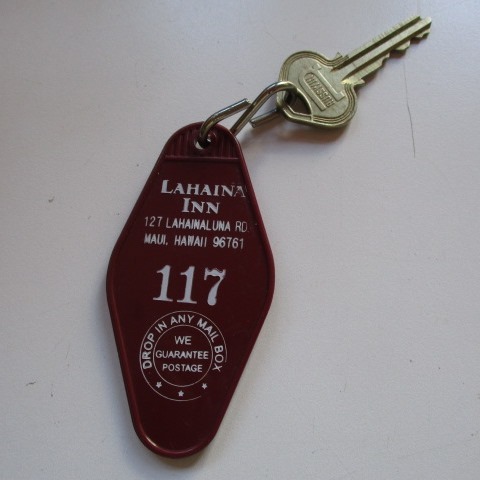 LAHAINA
INN
127 LAHAINALUNA RD.
MAUI, HAWAII 96761
117
DROP IN ANY MAIL BOX
WE
GUARANTEE
POSTAGE